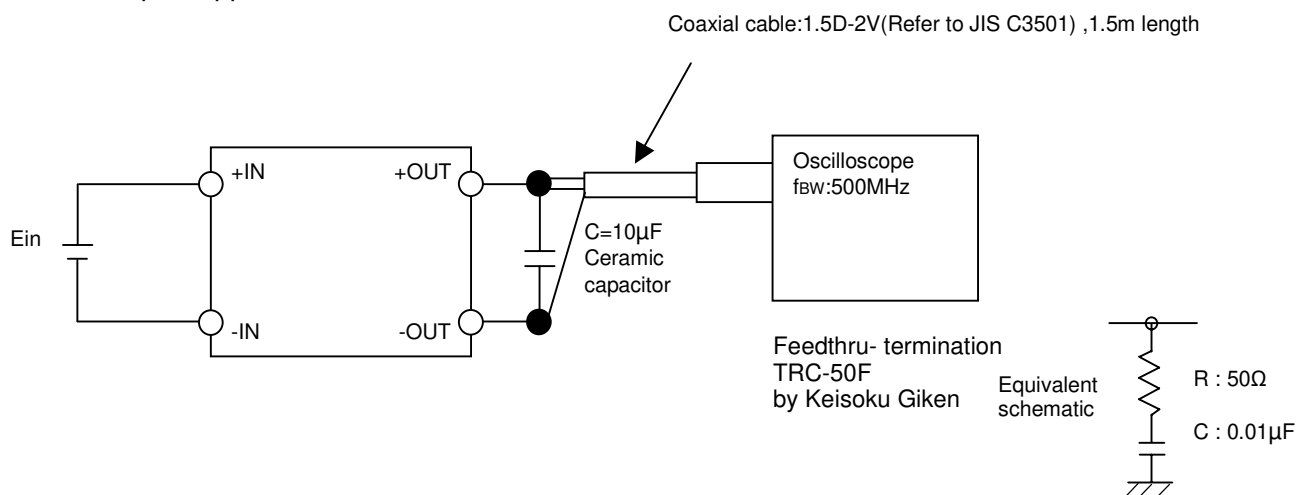 Coaxial cable:1.5D-2V(Refer to JIS C3501) ,1.5m length
Oscilloscope
fBW:500MHz
+IN
+OUT
Ein
C=10µF
Ceramic
capacitor
-IN
-OUT
Feedthru- termination
TRC-50F
by Keisoku Giken
Equivalent
schematic
R : 50Ω
C : 0.01µF